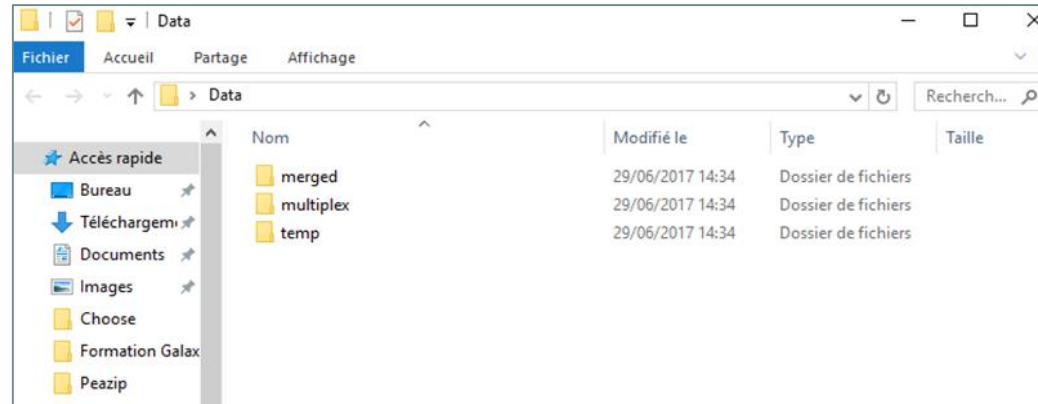 Data
Fichier Accueil Partage Affichage
Data Recherch...
Nom Modifié le Type Taille
Accès rapide
Bureau
Téléchargem
Documents
Images
Choose
Formation Galax
Peazip
merged 29/06/2017 14:34 Dossier de fichiers
multiplex 29/06/2017 14:34 Dossier de fichiers
temp 29/06/2017 14:34 Dossier de fichiers